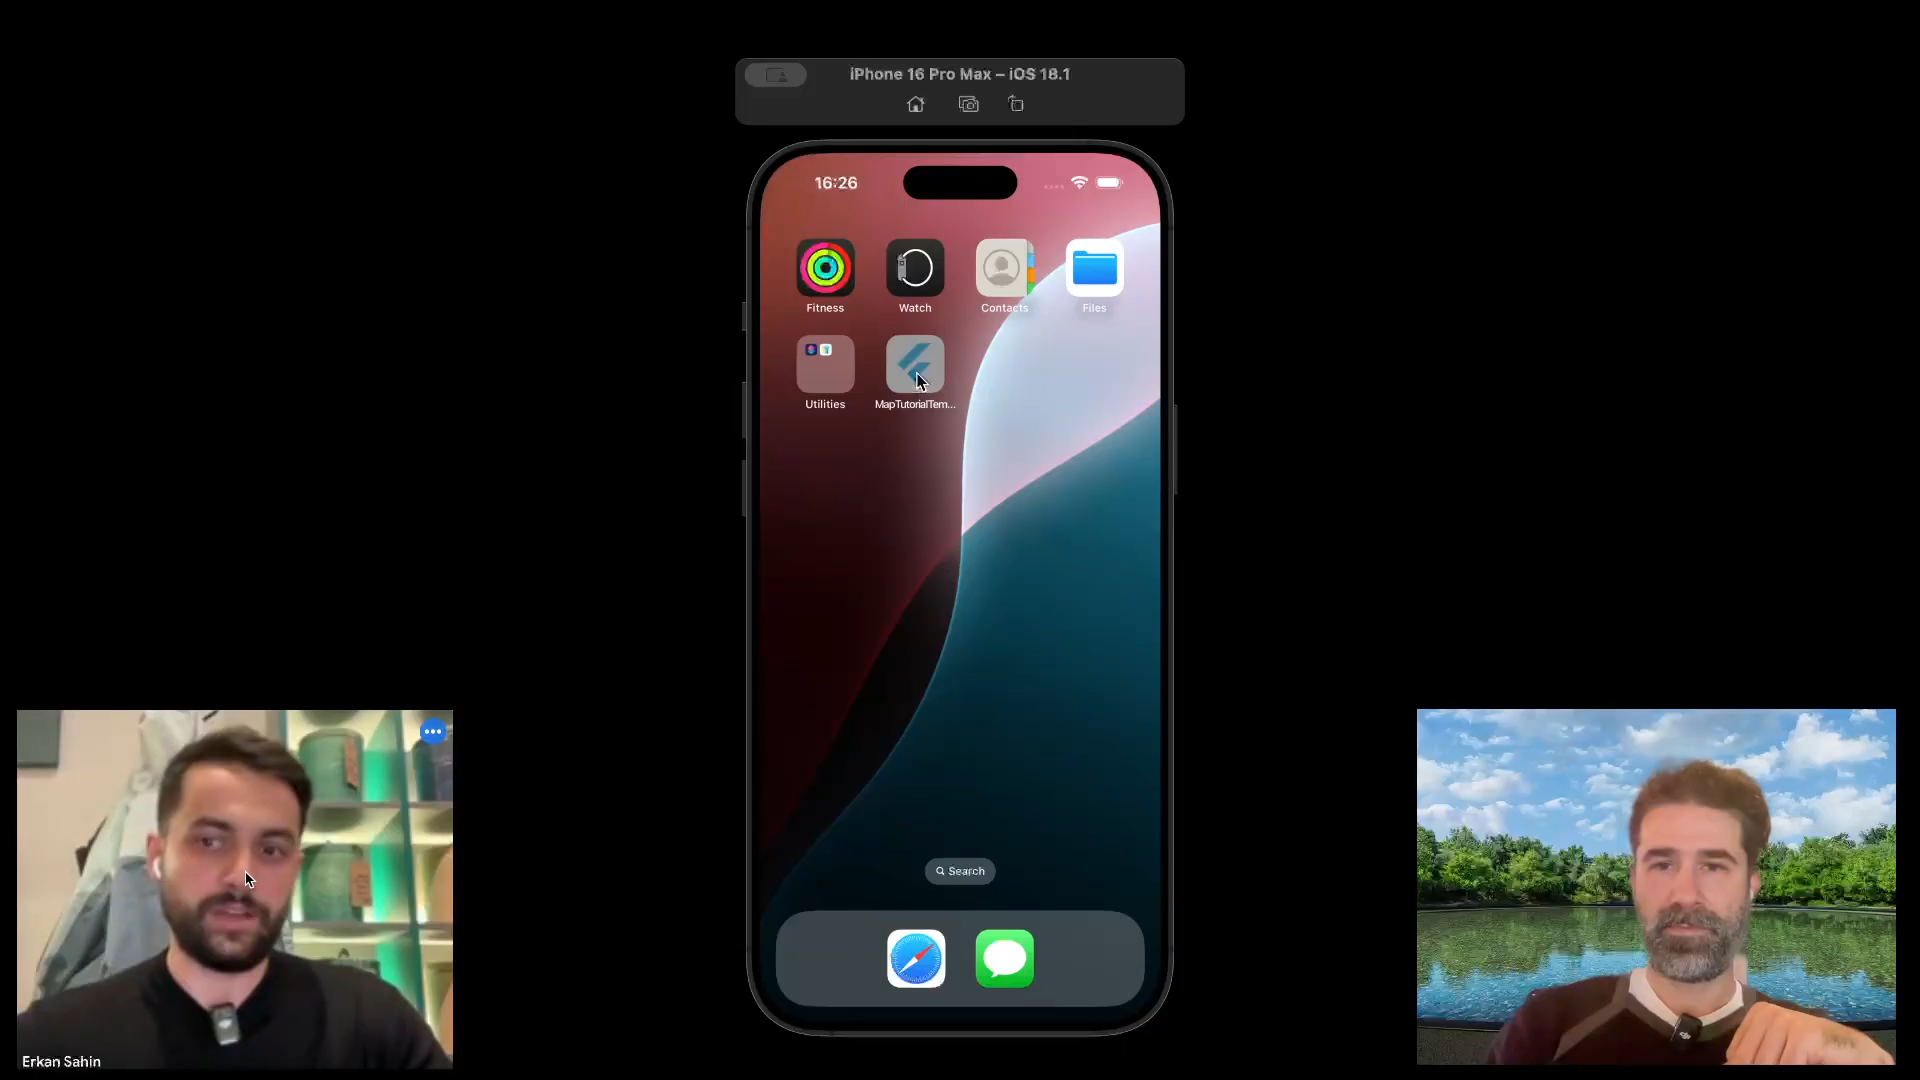 iPhone 16 Pro Max – iOS 18.1
16:26
Fitness
Watch
Contacts
Files
Utilities
MapTutorialTem...
Search
Erkan Sahin